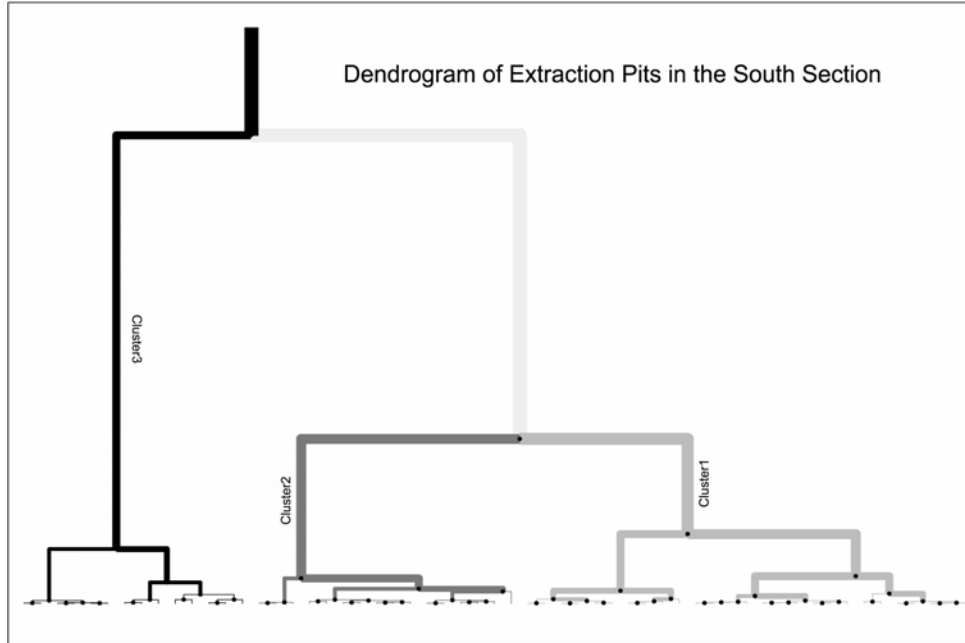 Dendrogram of Extraction Pits in the South Section
Cluster3
Cluster2
Cluster1